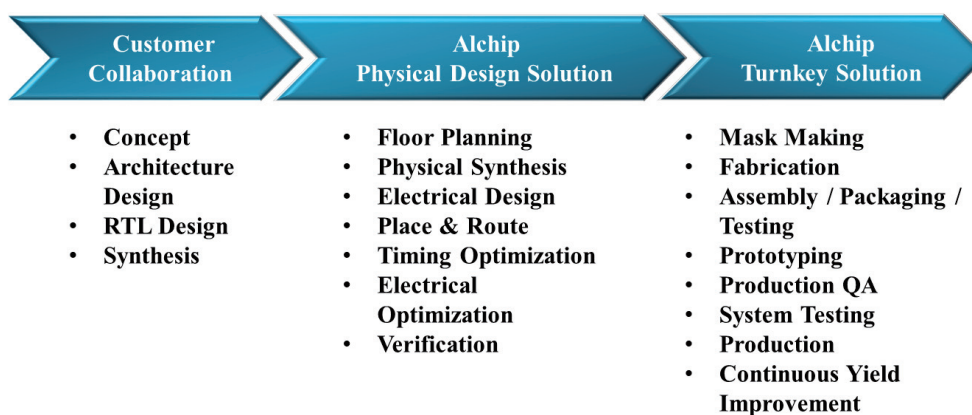 Customer
Collaboration
Alchip
Physical Design Solution
Alchip
Turnkey Solution
• Concept
• Architecture
Design
• RTL Design
• Synthesis
• Floor Planning
• Physical Synthesis
• Electrical Design
• Place & Route
• Timing Optimization
• Electrical
Optimization
• Verification
• Mask Making
• Fabrication
• Assembly / Packaging /
Testing
• Prototyping
• Production QA
• System Testing
• Production
• Continuous Yield
Improvement